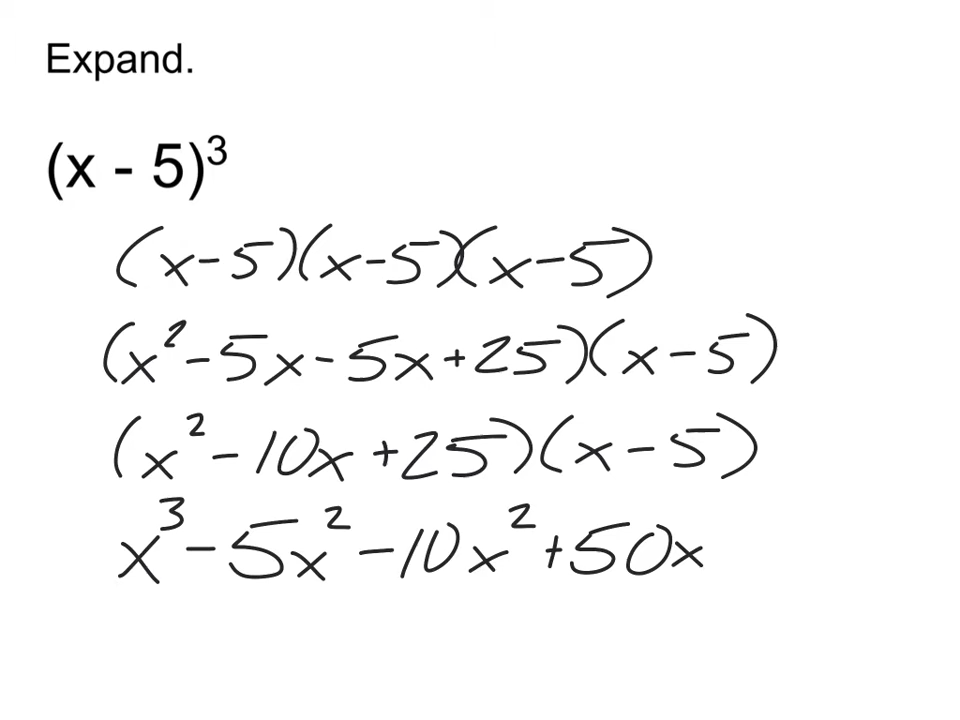 Expand.
(x - 5)³
(x-5)(x-5)(x-5)
(x²-5x-5x+25)(x-5)
(x²-10x+25)(x-5)
x³-5x²-10x²+50x